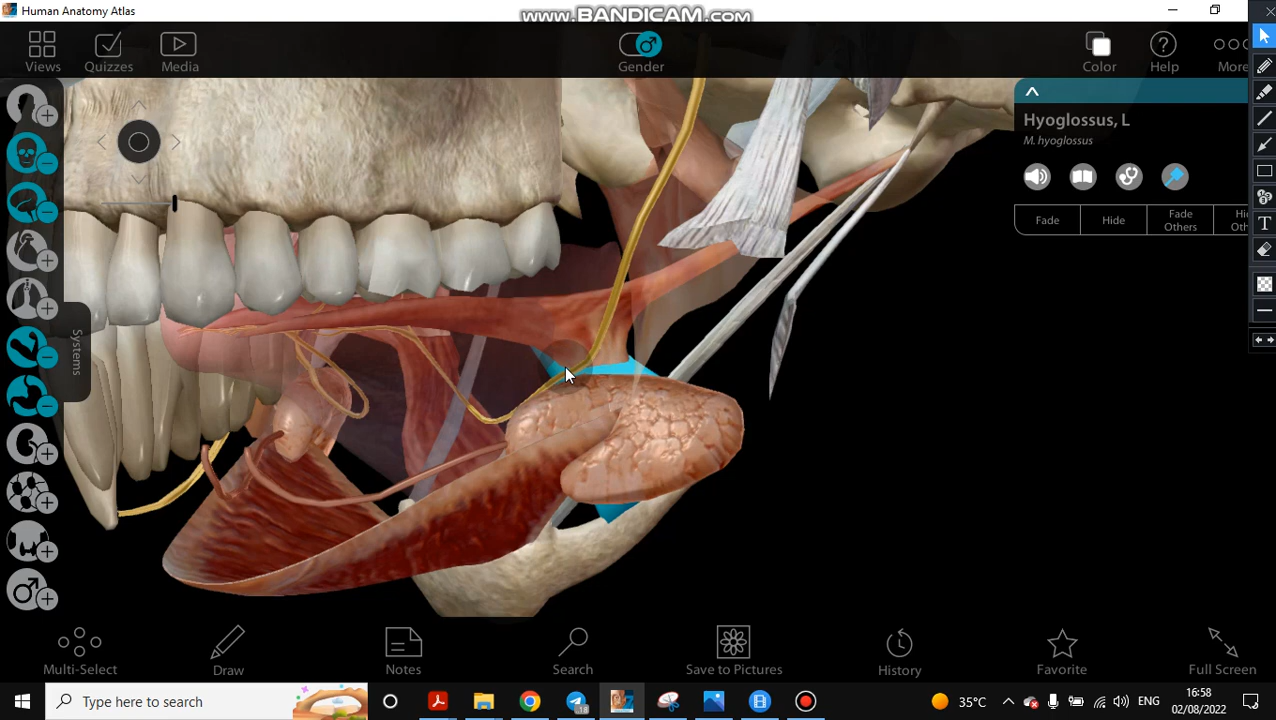 Human Anatomy Atlas
www.BANDICAM.com
Views
Quizzes
Media
Gender
Color
Help
More
Hyoglossus, L
M. hyoglossus
Fade
Hide
Fade
Others
Systems
Multi-Select
Draw
Notes
Search
Save to Pictures
History
Favorite
Full Screen
Type here to search
18
35°C
ENG
16:58
02/08/2022